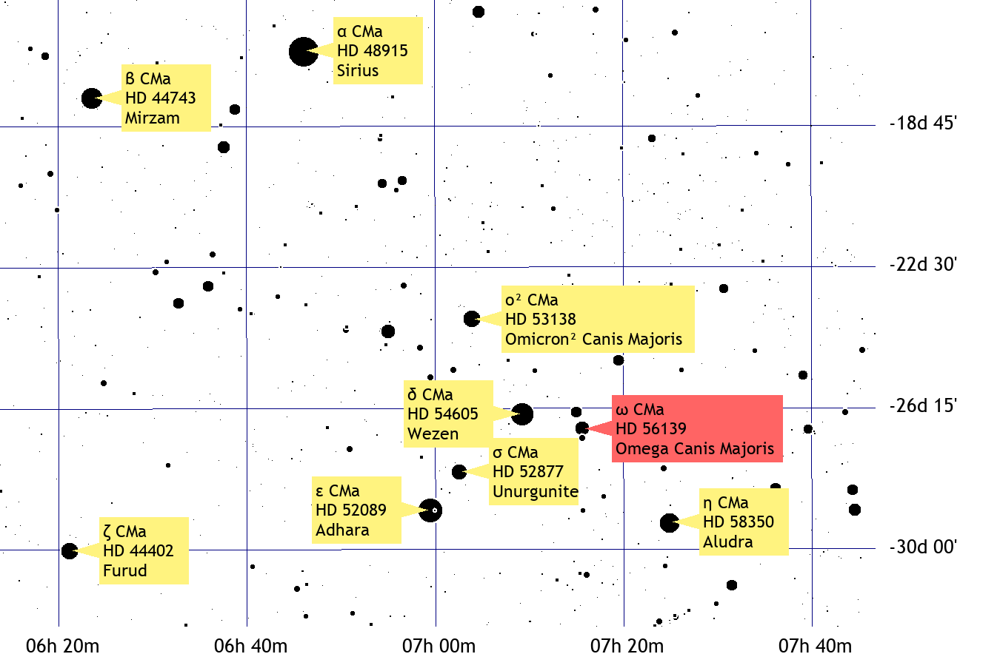 α CMa
HD 48915
Sirius
β CMa
HD 44743
Mirzam
-18d 45'
-22d 30'
ο² CMa
HD 53138
Omicron² Canis Majoris
δ CMa
HD 54605
Wezen
-26d 15'
ω CMa
HD 56139
Omega Canis Majoris
σ CMa
HD 52877
Unurgunite
ε CMa
HD 52089
Adhara
η CMa
HD 58350
Aludra
ζ CMa
HD 44402
Furud
-30d 00'
06h 20m
06h 40m
07h 00m
07h 20m
07h 40m